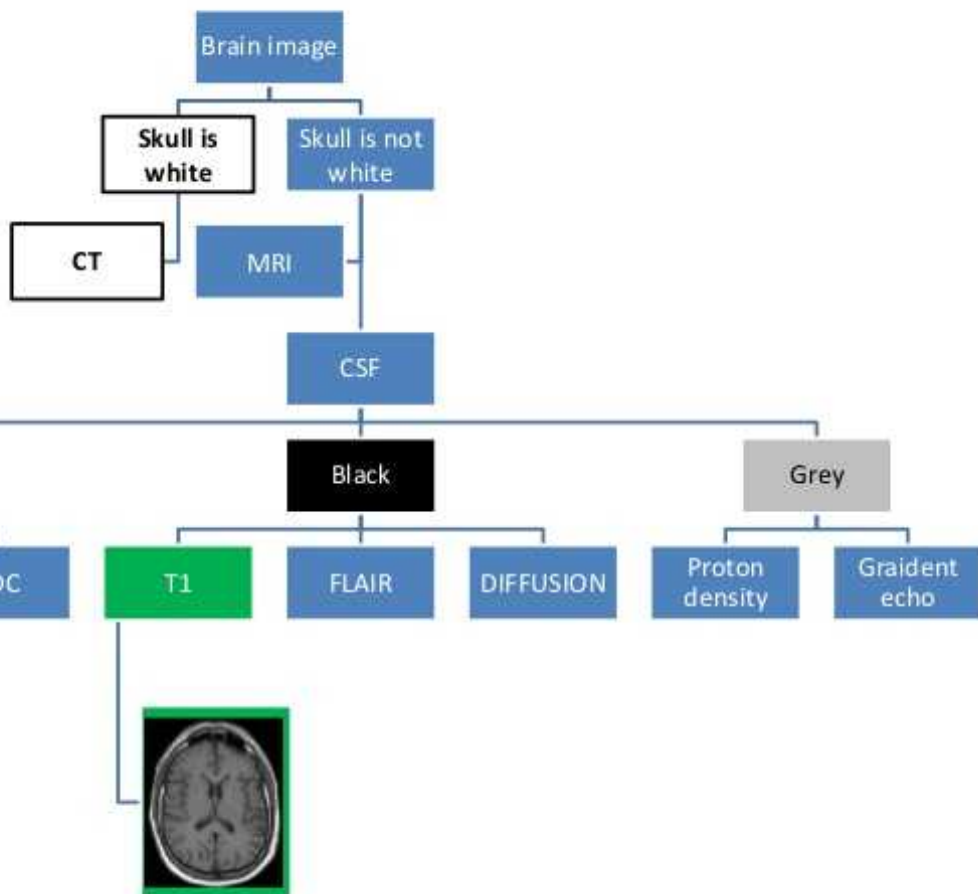 Brain image
Skull is
white
Skull is not
white
CT
MRI
CSF
Black
Grey
T1
FLAIR
DIFFUSION
Proton
density
Graident
echo